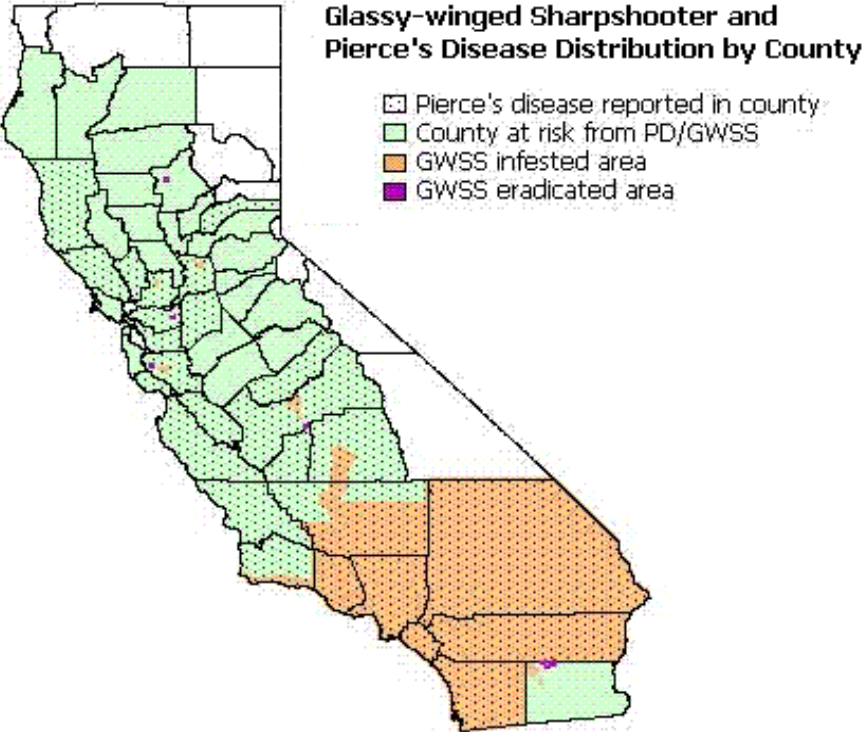 Glassy-winged Sharpshooter and
Pierce's Disease Distribution by County
Pierce's disease reported in county
County at risk from PD/GWSS
GWSS infested area
GWSS eradicated area